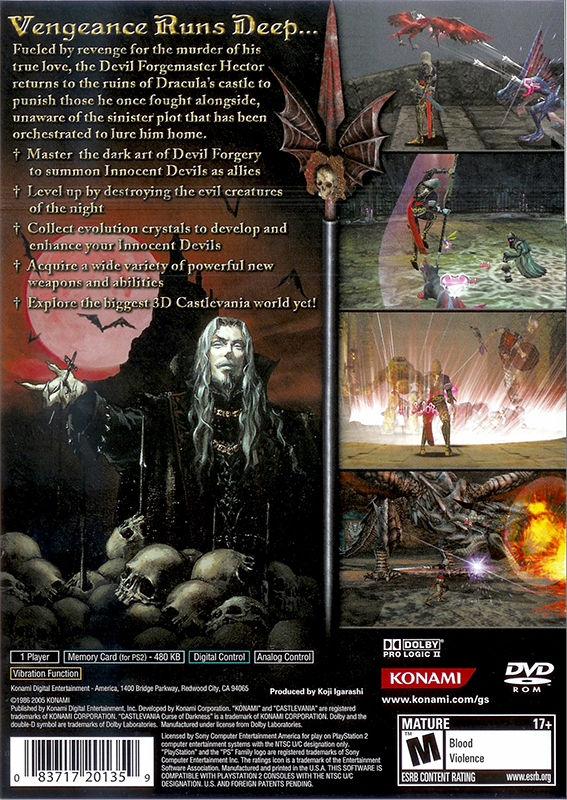 Vengeance Runs Deep...
Fueled by revenge for the murder of his
true love, the Devil Forgemaster Hector
returns to the ruins of Dracula's castle to
punish those he once fought alongside,
unaware of the sinister plot that has been
orchestrated to lure him home.
† Master the dark art of Devil Forgery
to summon Innocent Devils as allies
† Level up by destroying the evil creatures
of the night
† Collect evolution crystals to develop and
enhance your Innocent Devils
† Acquire a wide variety of powerful new
weapons and abilities
† Explore the biggest 3D Castlevania world yet!
1 Player
Memory Card (for PS2) - 480 KB
Digital Control
Analog Control
Vibration Function
Konami Digital Entertainment - America, 1400 Bridge Parkway, Redwood City, CA 94065
Produced by Koji Igarashi
©1986 2005 KONAMI
Published by Konami Digital Entertainment, Inc. Developed by Konami Corporation. "KONAMI" and "CASTLEVANIA" are registered
trademarks of KONAMI CORPORATION. "CASTLEVANIA Curse of Darkness" is a trademark of KONAMI CORPORATION. Dolby and the
double-D symbol are trademarks of Dolby Laboratories. Manufactured under license from Dolby Laboratories.
Licensed by Sony Computer Entertainment America for play on PlayStation 2
computer entertainment systems with the NTSC U/C designation only.
"PlayStation" and the "PS" Family logo are registered trademarks of Sony
Computer Entertainment Inc. The ratings icon is a trademark of the Entertainment
Software Association. Manufactured and printed in the U.S.A. THIS SOFTWARE IS
COMPATIBLE WITH PLAYSTATION 2 CONSOLES WITH THE NTSC U/C
DESIGNATION. U.S. AND FOREIGN PATENTS PENDING.
0 83717 20135 9
DOLBY
PRO LOGIC II
KONAMI
www.konami.com/gs
DVD
ROM
MATURE 17+
M
Blood
Violence
ESRB CONTENT RATING www.esrb.org